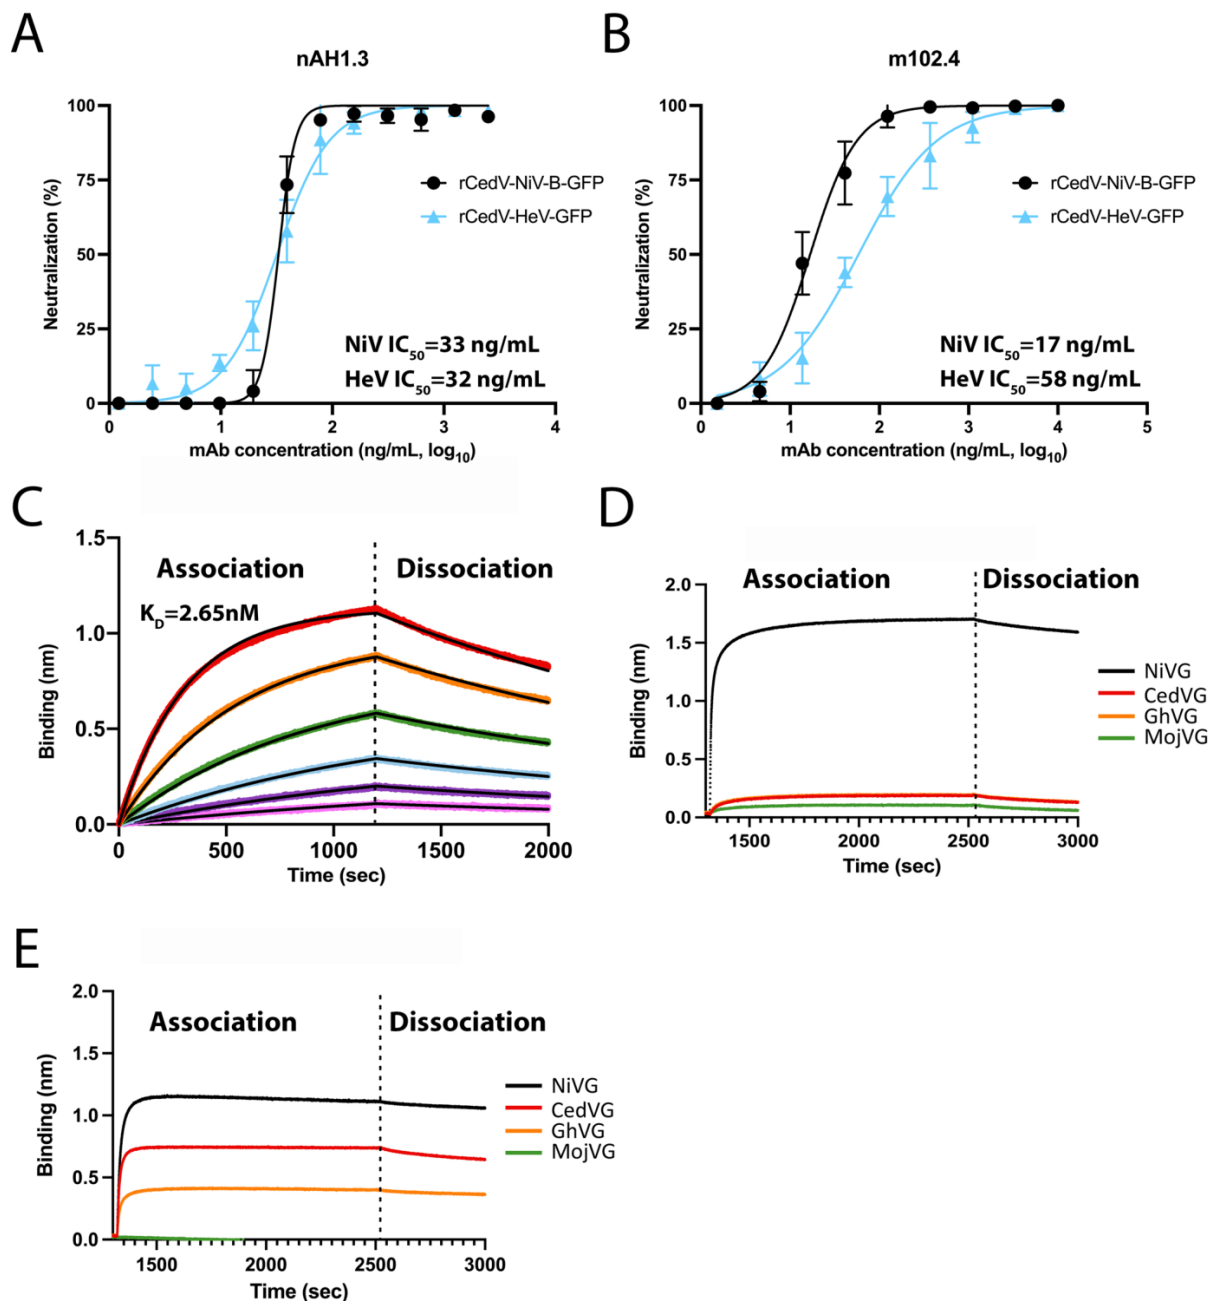 A
nAH1.3
Neutralization (%)
100
75
50
25
0
0
1
2
3
4
mAb concentration (ng/mL, log10)
rCedV-NiV-B-GFP
rCedV-HeV-GFP
NiV IC50=33 ng/mL
HeV IC50=32 ng/mL
B
m102.4
Neutralization (%)
100
75
50
25
0
0
1
2
3
4
5
mAb concentration (ng/mL, log10)
rCedV-NiV-B-GFP
rCedV-HeV-GFP
NiV IC50=17 ng/mL
HeV IC50=58 ng/mL
C
Association
Dissociation
KD=2.65nM
Binding (nm)
1.5
1.0
0.5
0.0
0
500
1000
1500
2000
Time (sec)
D
Association
Dissociation
Binding (nm)
2.0
1.5
1.0
0.5
0.0
1500
2000
2500
3000
Time (sec)
NiVG
CedVG
GhVG
MojVG
E
Association
Dissociation
Binding (nm)
2.0
1.5
1.0
0.5
0.0
1500
2000
2500
3000
Time (sec)
NiVG
CedVG
GhVG
MojVG